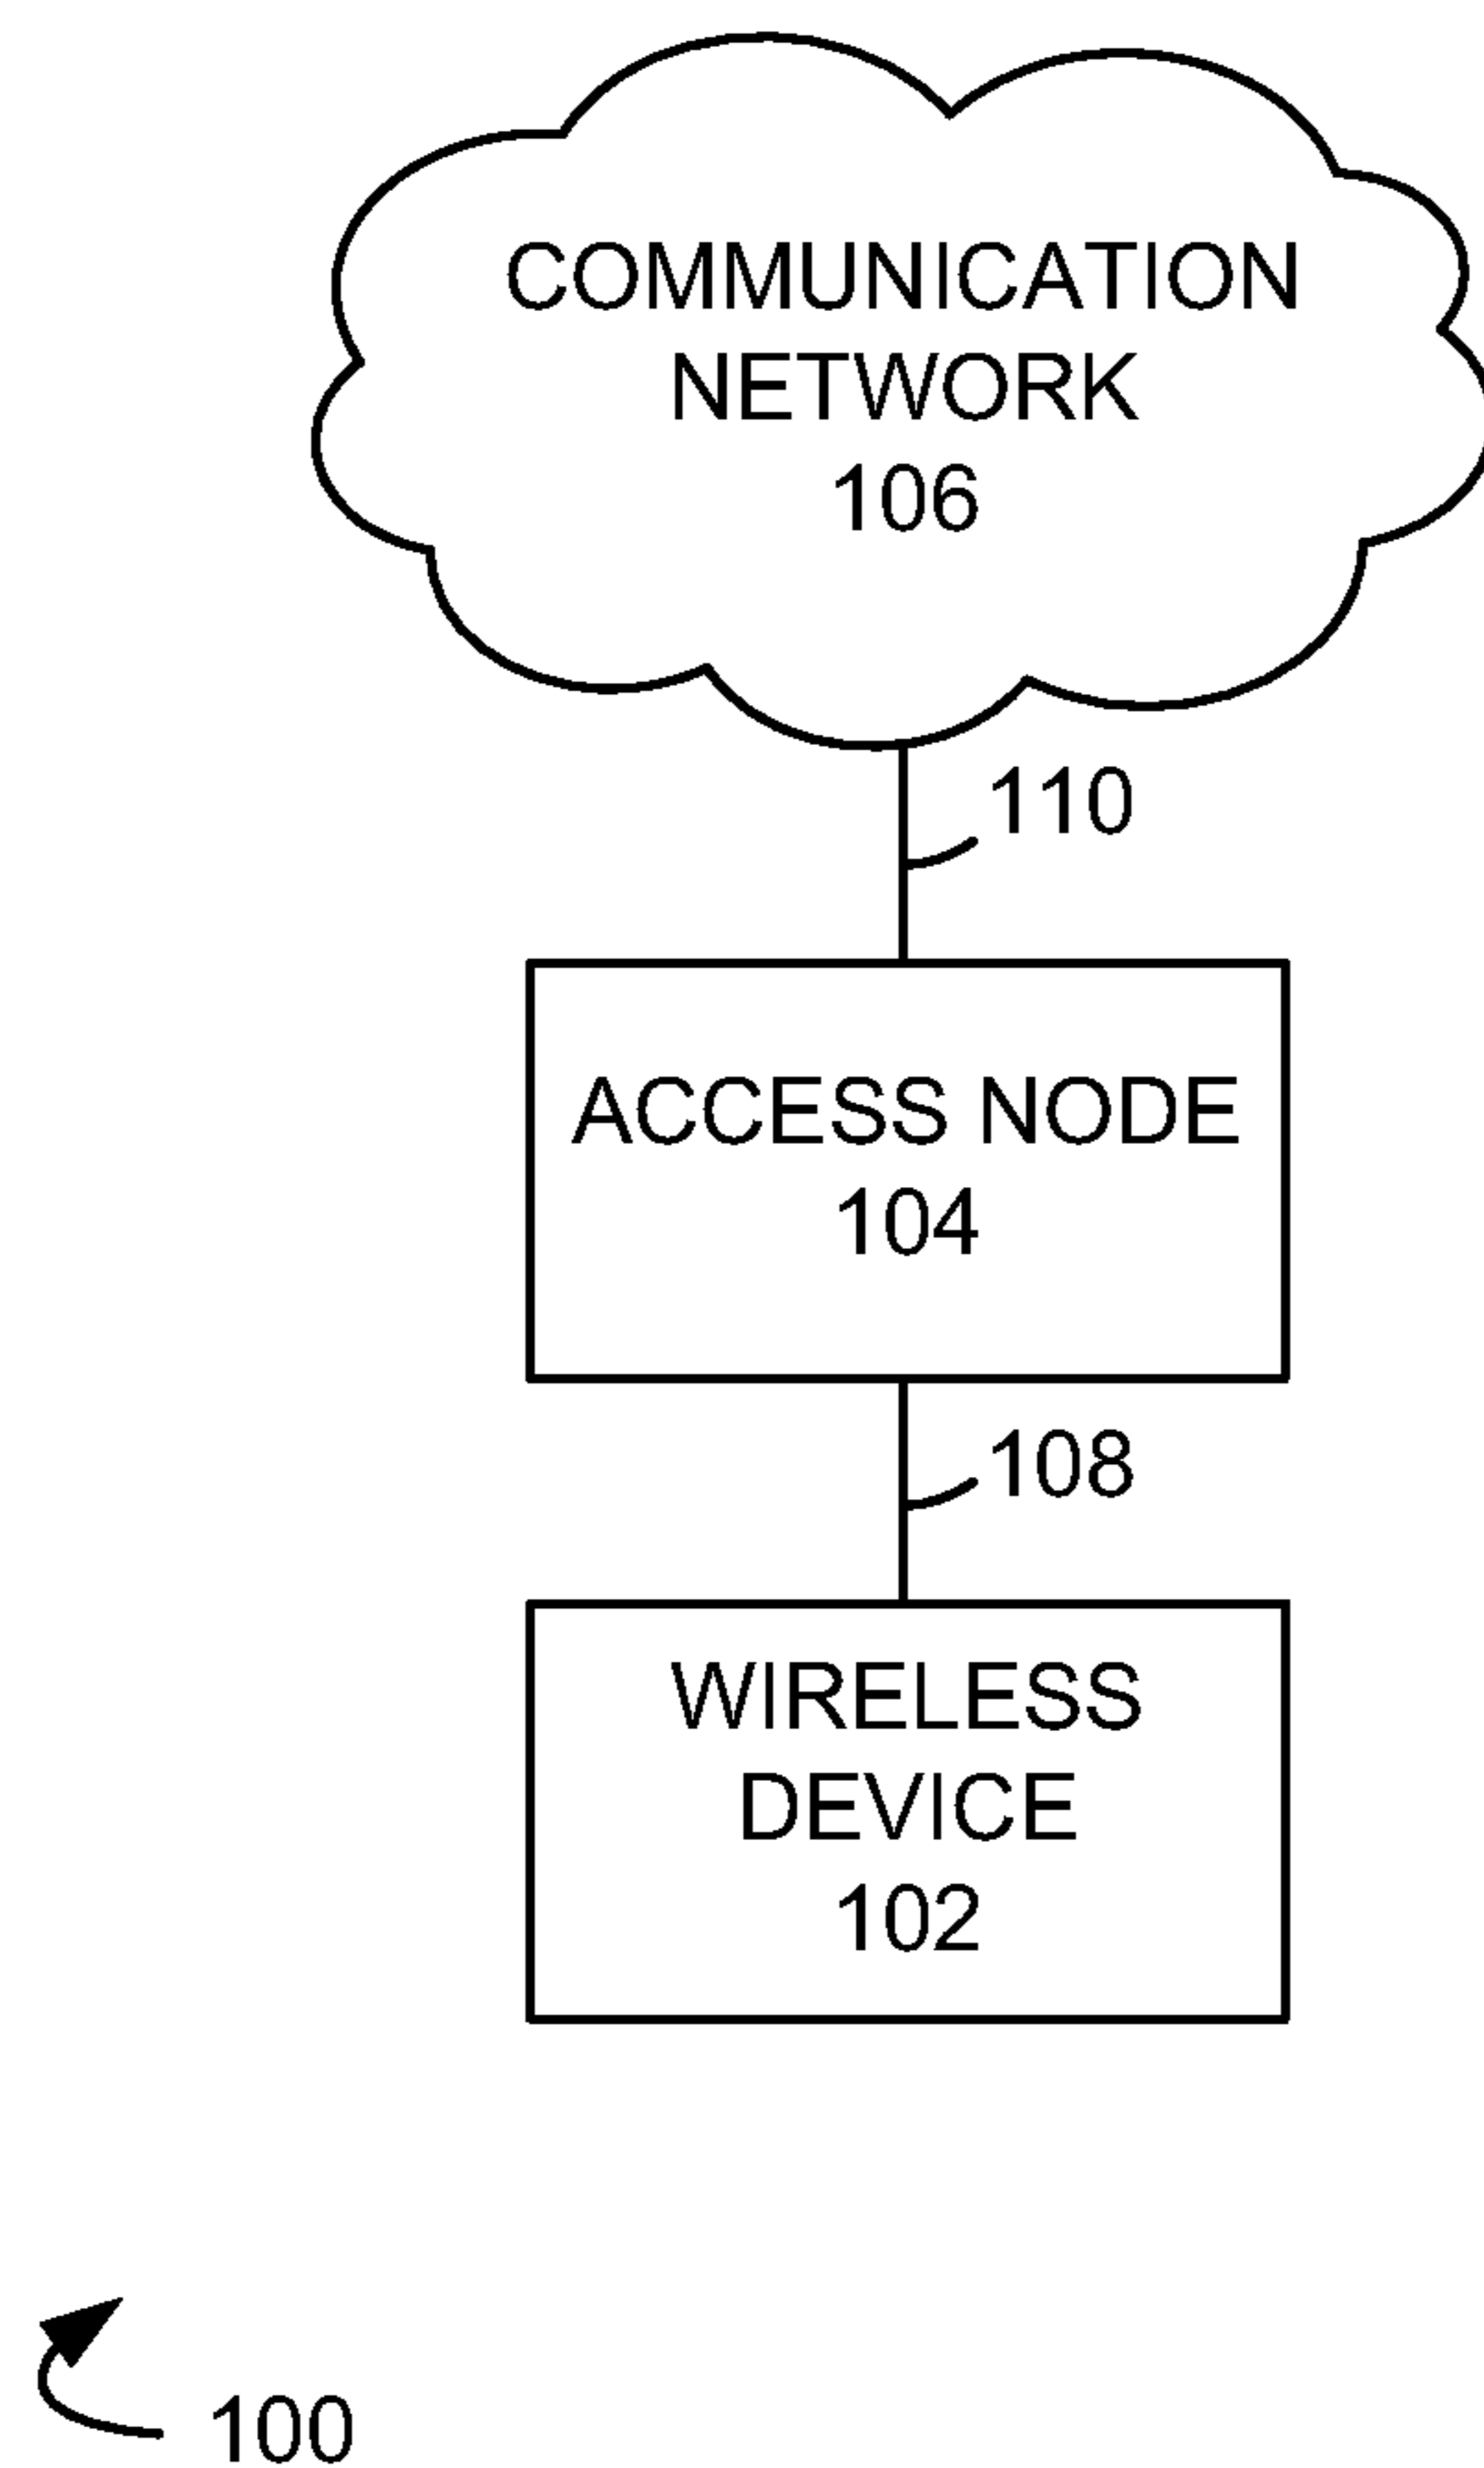 COMMUNICATION
NETWORK
106
110
ACCESS NODE
104
108
WIRELESS
DEVICE
102
100